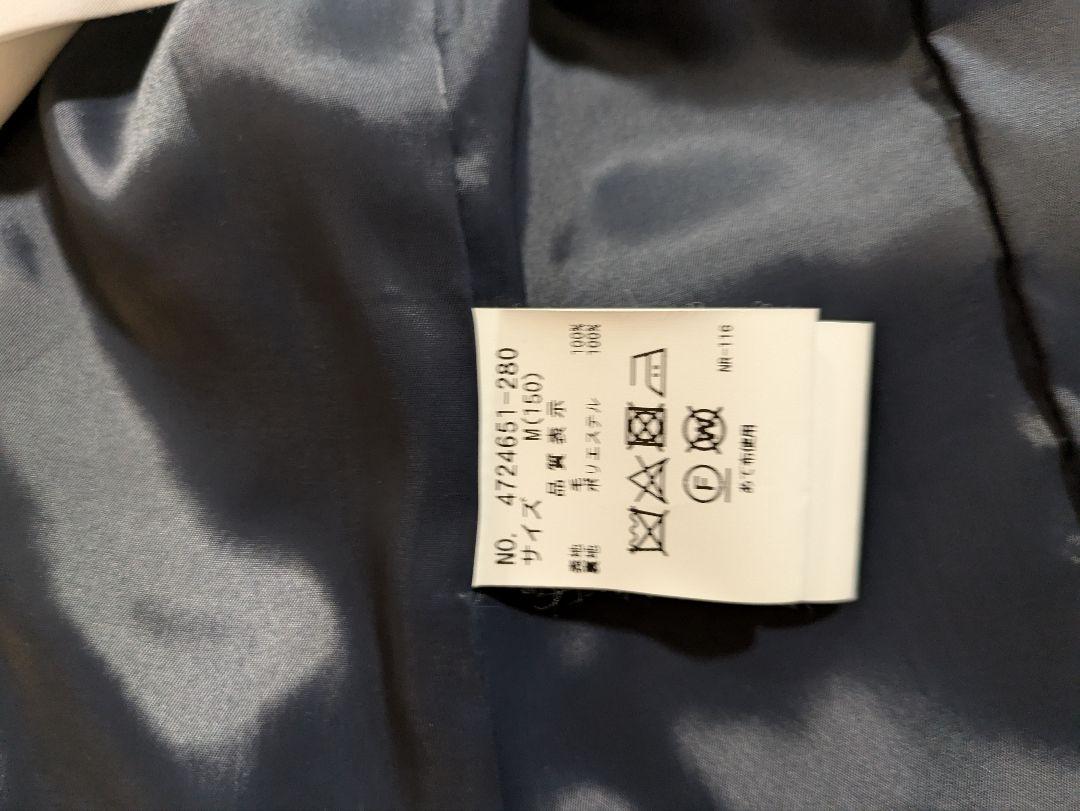 NO. 4724651-280
サイズ M(150)
品質表示
表地 毛 100%
裏地 ポリエステル 100%
F W
あて布使用
NR-116